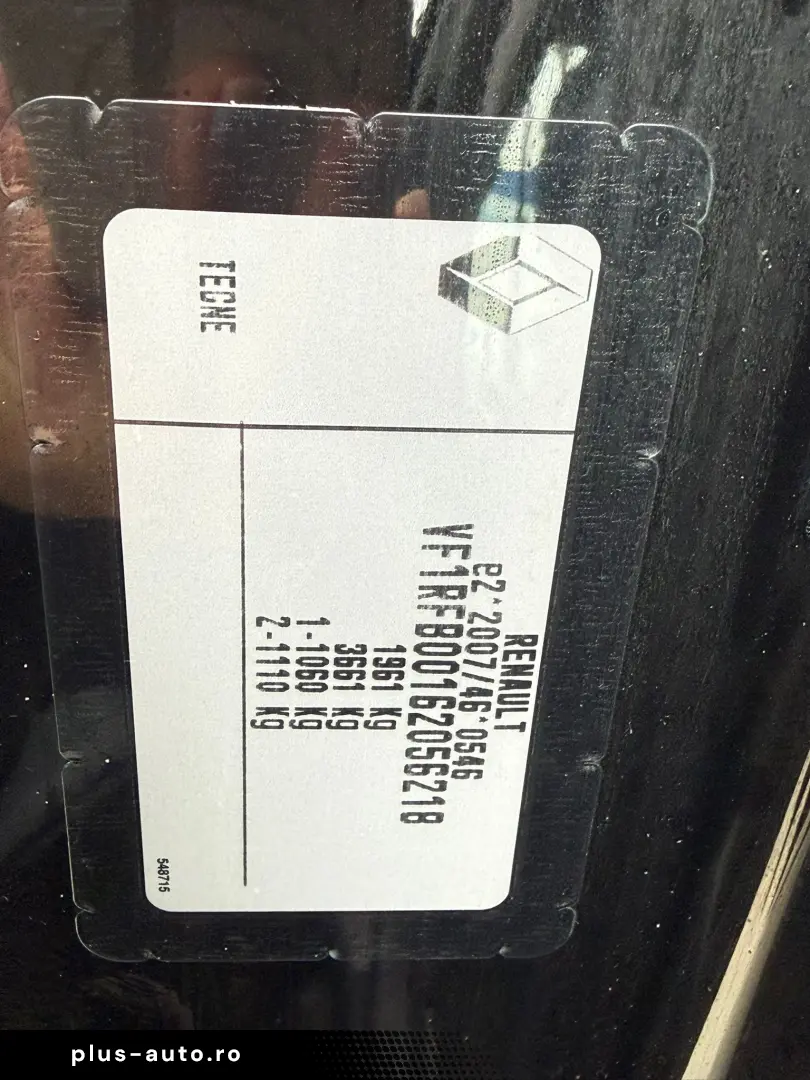 RENAULT
e2*2007/46*0546
VF1RFB00162056218
1961 Kg
3661 Kg
1-1060 Kg
2-1110 Kg
TECNE
548715
plus-auto.ro